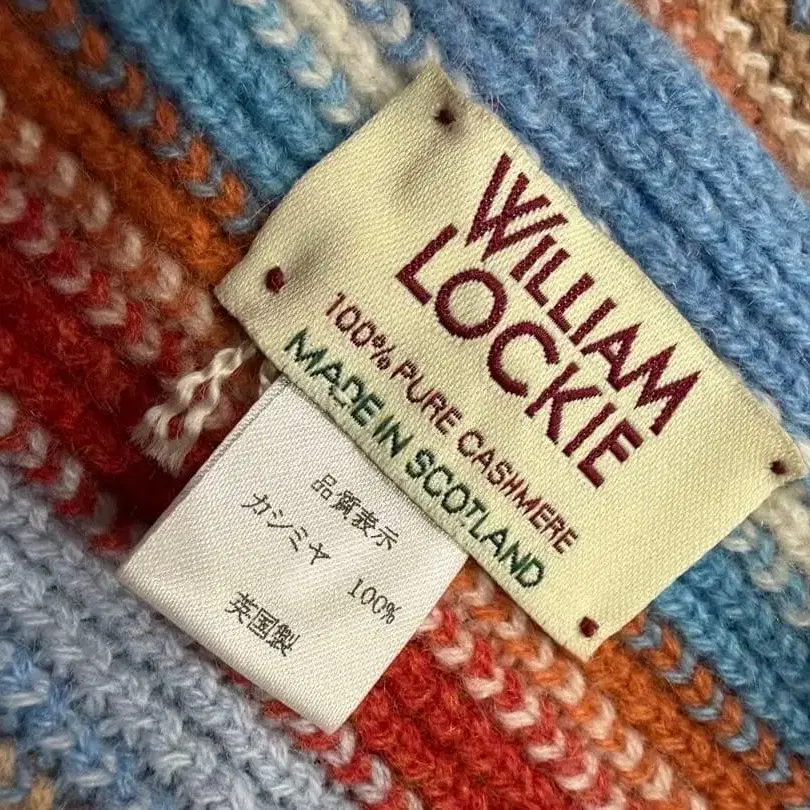 WILLIAM
LOCKIE
100% PURE CASHMERE
MADE IN SCOTLAND
品質表示
カシミヤ 100%
英国製